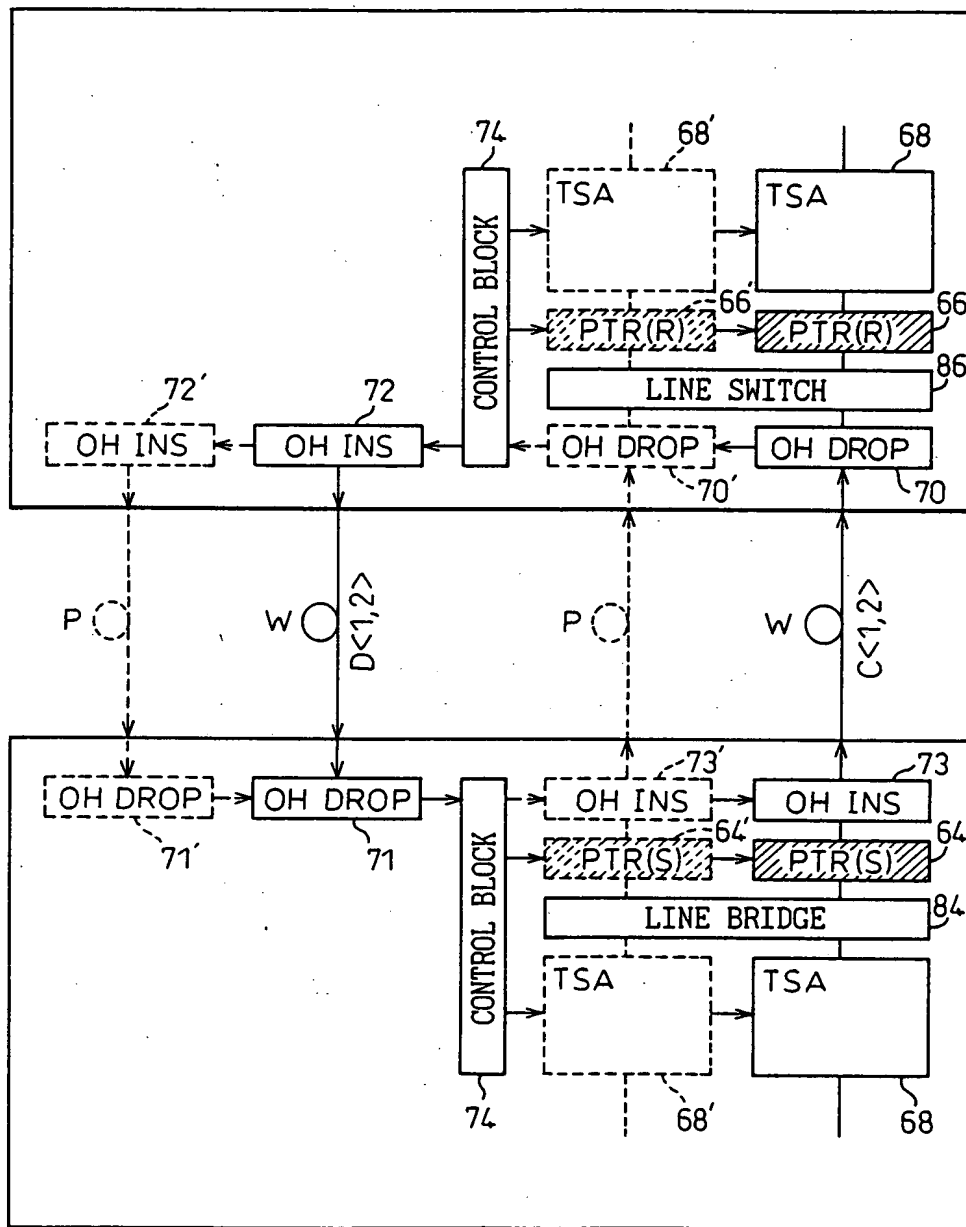 74
68′
68
TSA
TSA
CONTROL BLOCK
66′
66
PTR(R)
PTR(R)
86
LINE SWITCH
72′
72
OH INS
OH INS
OH DROP
OH DROP
70′
70
P
W
D<1,2>
P
W
C<1,2>
73′
73
OH DROP
OH DROP
OH INS
OH INS
71′
71
64′
64
PTR(S)
PTR(S)
CONTROL BLOCK
LINE BRIDGE
84
TSA
TSA
74
68′
68